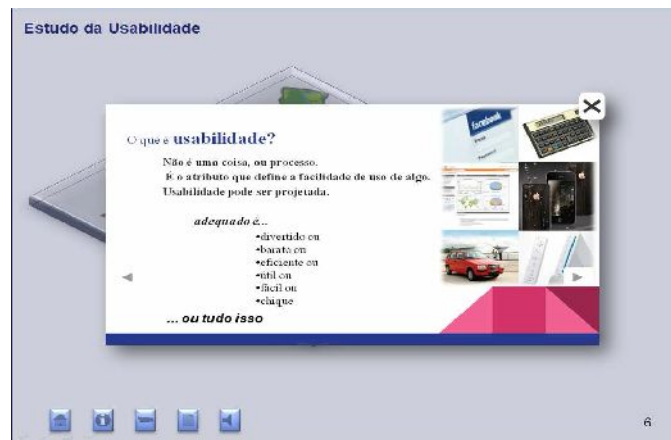 Estudo da Usabilidade
O que é usabilidade?
Não é uma coisa, ou processo.
É o atributo que define a facilidade de uso de algo.
Usabilidade pode ser projetada.
adequado é...
•divertido ou
•barata ou
•eficiente ou
•útil ou
•fácil ou
•chique
... ou tudo isso
facebook
6